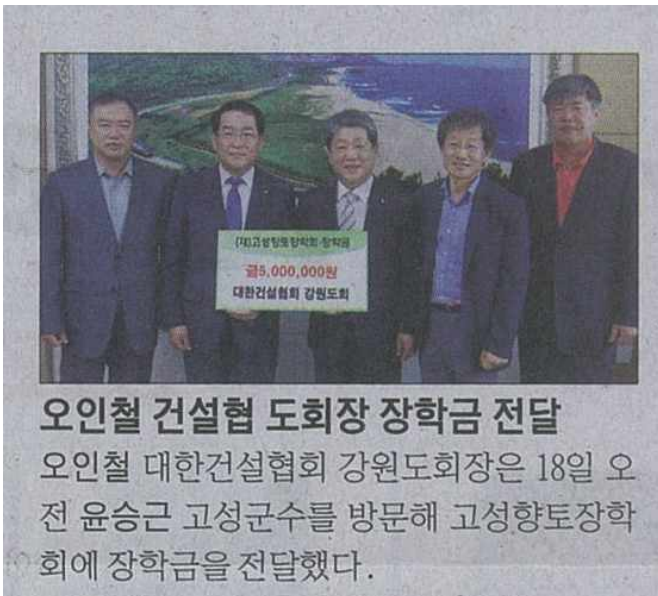 (재)고성향토장학회 장학금
금5,000,000원
대한건설협회 강원도회
오인철 건설협 도회장 장학금 전달
오인철 대한건설협회 강원도회장은 18일 오
전 윤승근 고성군수를 방문해 고성향토장학
회에 장학금을 전달했다.